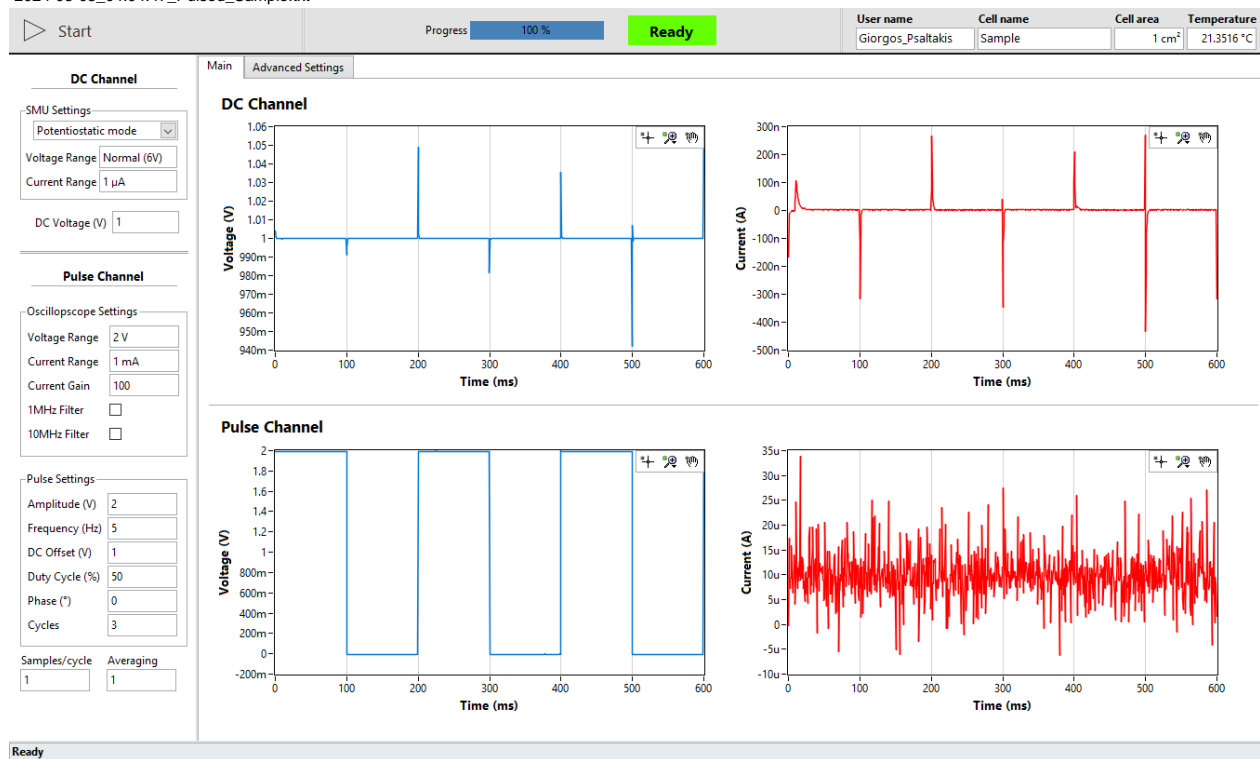 Start
Progress 100 % Ready
User name Cell name Cell area Temperature
Giorgos_Psaltakis Sample 1 cm² 21.3516 °C
DC Channel
SMU Settings
Potentiostatic mode
Voltage Range Normal (6V)
Current Range 1 µA
DC Voltage (V) 1
Pulse Channel
Oscillopscope Settings
Voltage Range 2 V
Current Range 1 mA
Current Gain 100
1MHz Filter
10MHz Filter
Pulse Settings
Amplitude (V) 2
Frequency (Hz) 5
DC Offset (V) 1
Duty Cycle (%) 50
Phase (°) 0
Cycles 3
Samples/cycle Averaging
1 1
Main Advanced Settings
DC Channel
Voltage (V)
1.06
1.05
1.04
1.03
1.02
1.01
1
990m
980m
970m
960m
950m
940m
0 100 200 300 400 500 600
Time (ms)
Current (A)
300n
200n
100n
0
-100n
-200n
-300n
-400n
-500n
0 100 200 300 400 500 600
Time (ms)
Pulse Channel
Voltage (V)
2
1.8
1.6
1.4
1.2
1
800m
600m
400m
200m
0
-200m
0 100 200 300 400 500 600
Time (ms)
Current (A)
35u
30u
25u
20u
15u
10u
5u
0
-5u
-10u
0 100 200 300 400 500 600
Time (ms)
Ready